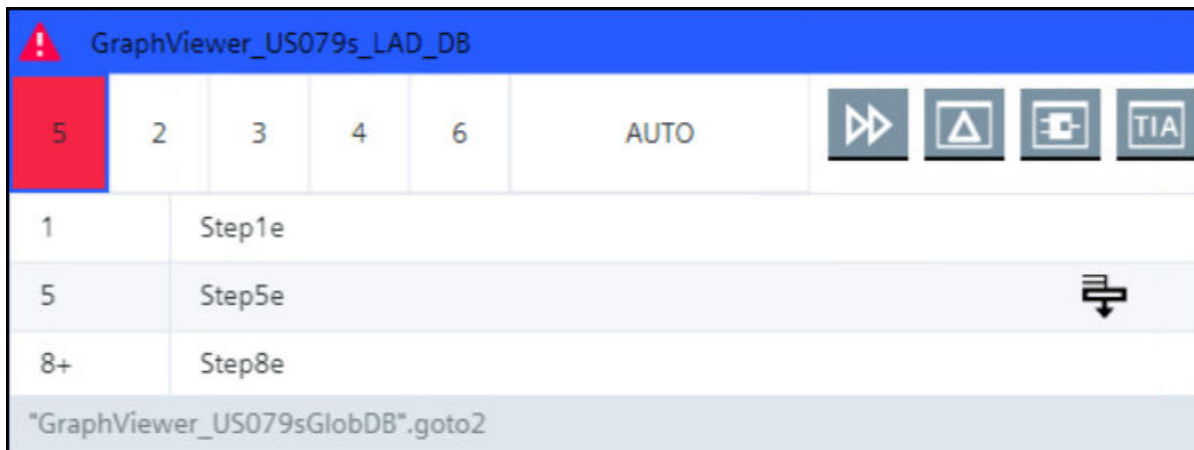 GraphViewer_US079s_LAD_DB
5 2 3 4 6 AUTO TIA
1 Step1e
5 Step5e
8+ Step8e
"GraphViewer_US079sGlobDB".goto2